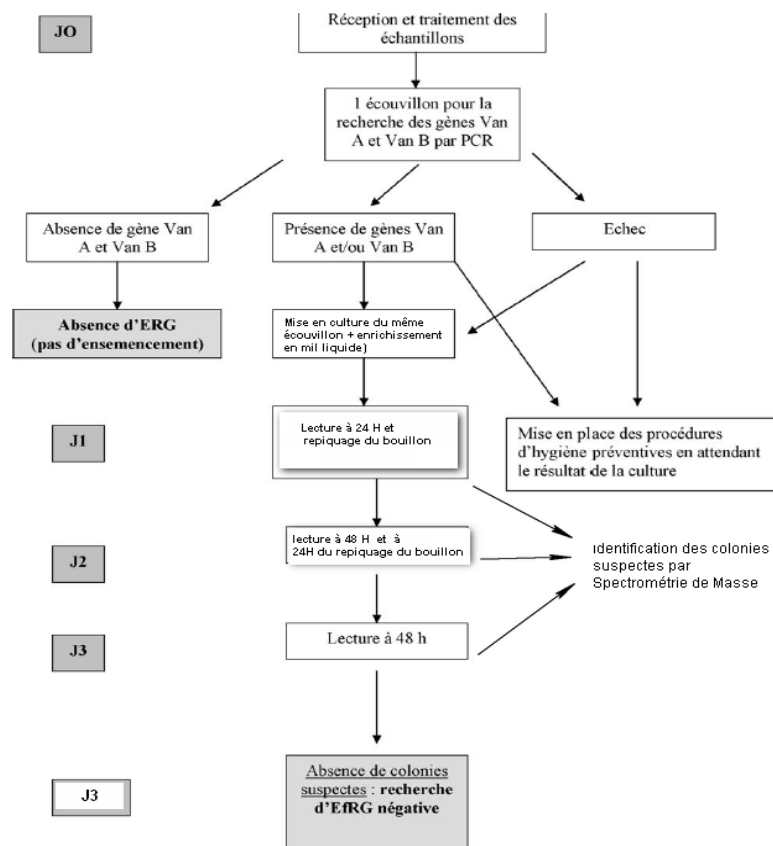 JO
Réception et traitement des
échantillons
1 écouvillon pour la
recherche des gènes Van
A et Van B par PCR
Absence de gène Van
A et Van B
Présence de gènes Van
A et/ou Van B
Echec
Absence d'ERG
(pas d'ensemencement)
Mise en culture du même
écouvillon + enrichissement
en mil liquide)
J1
Lecture à 24 H et
repiquage du bouillon
Mise en place des procédures
d'hygiène préventives en attendant
le résultat de la culture
J2
lecture à 48 H et à
24H du repiquage du bouillon
Identification des colonies
suspectes par
Spectrométrie de Masse
J3
Lecture à 48 h
J3
Absence de colonies
suspectes : recherche
d'EfRG négative